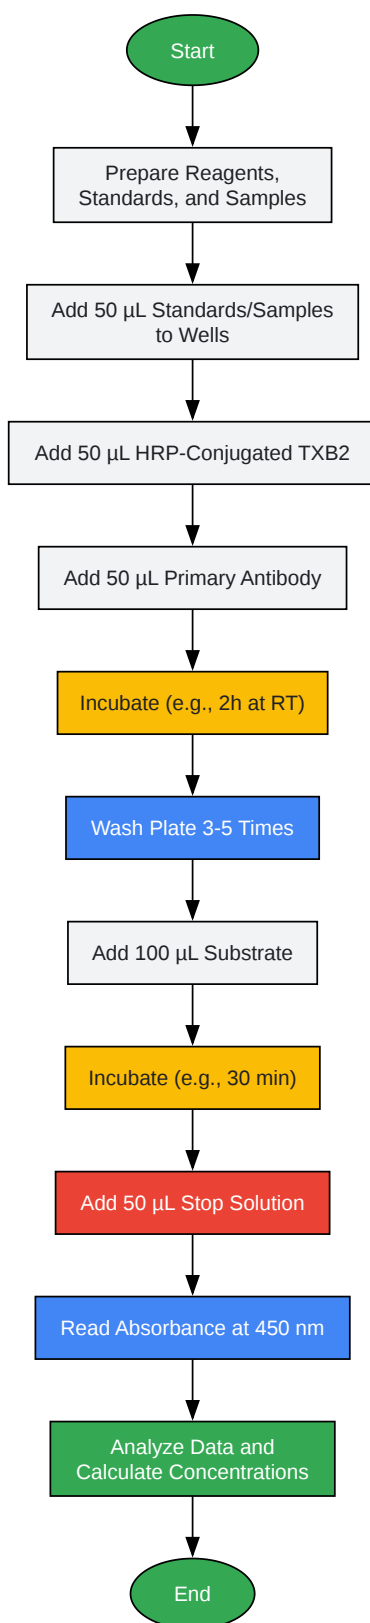 Start
Prepare Reagents,
Standards, and Samples
Add 50 µL Standards/Samples
to Wells
Add 50 µL HRP-Conjugated TXB2
Add 50 µL Primary Antibody
Incubate (e.g., 2h at RT)
Wash Plate 3-5 Times
Add 100 µL Substrate
Incubate (e.g., 30 min)
Add 50 µL Stop Solution
Read Absorbance at 450 nm
Analyze Data and
Calculate Concentrations
End